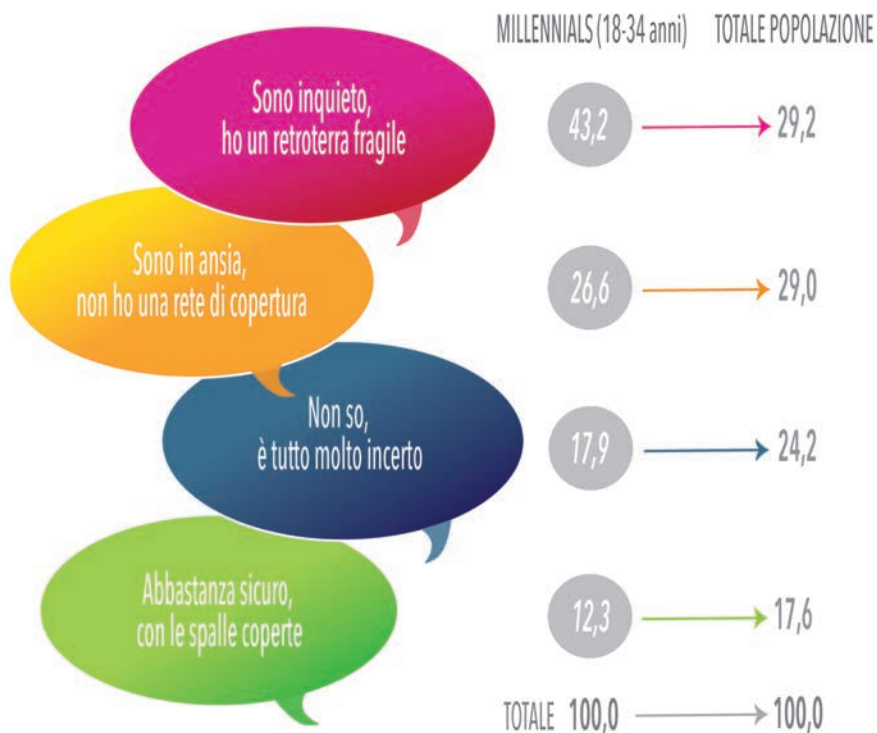 MILLENNIALS (18-34 anni) TOTALE POPOLAZIONE
Sono inquieto,
ho un retroterra fragile
43,2 29,2
Sono in ansia,
non ho una rete di copertura
26,6 29,0
Non so,
è tutto molto incerto
17,9 24,2
Abbastanza sicuro,
con le spalle coperte
12,3 17,6
TOTALE 100,0 100,0